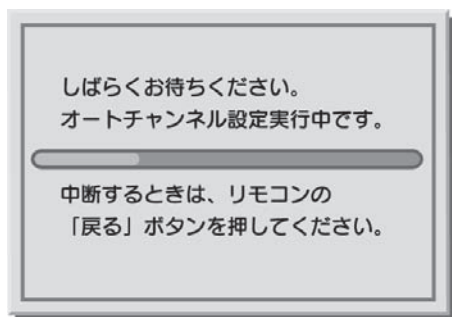 しばらくお待ちください。
オートチャンネル設定実行中です。
中断するときは、リモコンの
「戻る」ボタンを押してください。